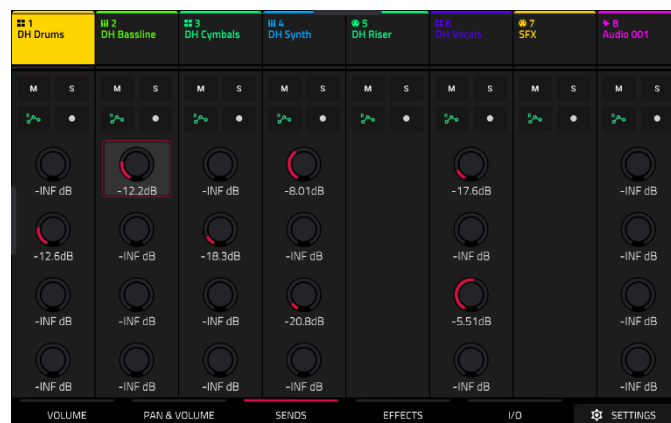 1
DH Drums
2
DH Bassline
3
DH Cymbals
4
DH Synth
5
DH Riser
6
DH Vocals
7
SFX
8
Audio 001
M S M S M S M S M S M S M S M S
R R R R R R R R
-INF dB -12.2dB -INF dB -8.01dB -17.6dB -INF dB
-12.6dB -INF dB -18.3dB -INF dB -INF dB -INF dB
-INF dB -INF dB -INF dB -20.8dB -5.51dB -INF dB
-INF dB -INF dB -INF dB -INF dB -INF dB -INF dB
VOLUME PAN & VOLUME SENDS EFFECTS I/O SETTINGS